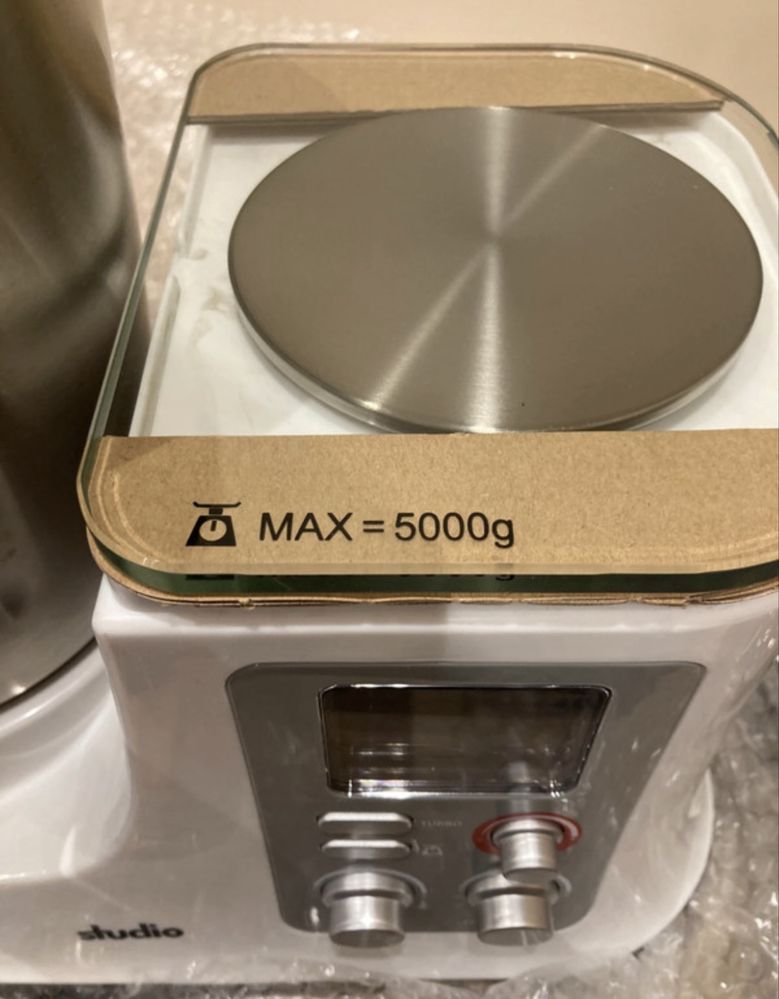 MAX = 5000g
TURBO
studio